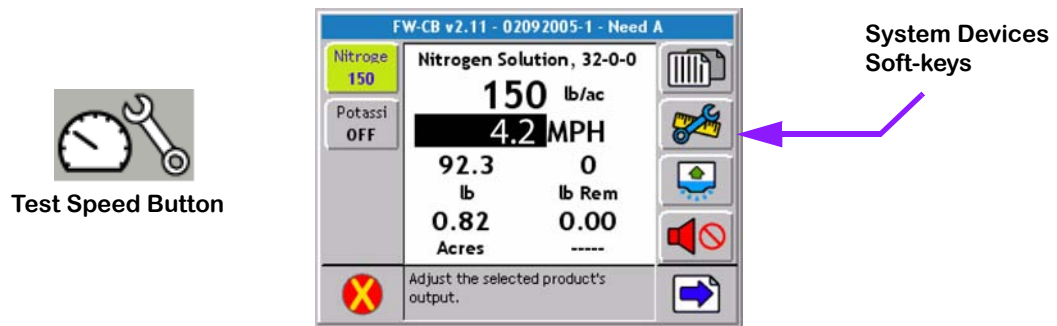 Test Speed Button
FW-CB v2.11 - 02092005-1 - Need A
Nitroge
150
Potassi
OFF
Nitrogen Solution, 32-0-0
150 lb/ac
4.2 MPH
92.3 0
lb lb Rem
0.82 0.00
Acres -----
Adjust the selected product's
output.
System Devices
Soft-keys